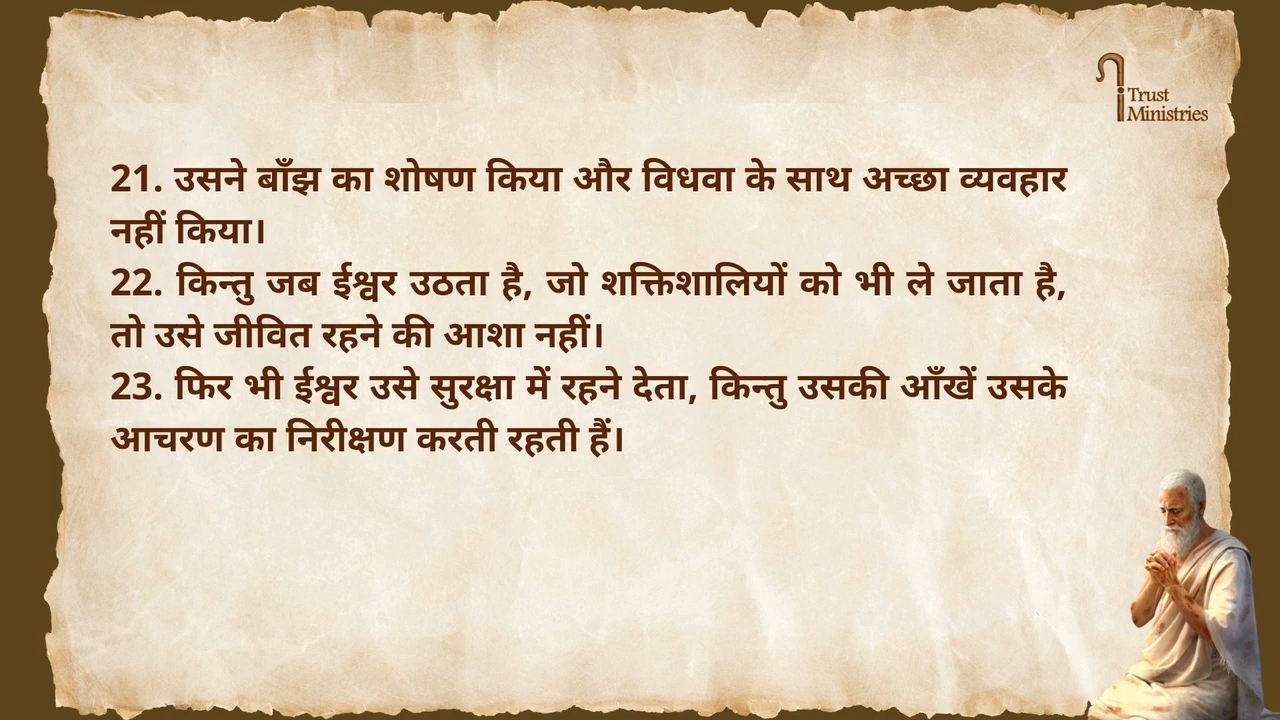 Trust
Ministries
21. उसने बाँझ का शोषण किया और विधवा के साथ अच्छा व्यवहार
नहीं किया।
22. किन्तु जब ईश्वर उठता है, जो शक्तिशालियों को भी ले जाता है,
तो उसे जीवित रहने की आशा नहीं।
23. फिर भी ईश्वर उसे सुरक्षा में रहने देता, किन्तु उसकी आँखें उसके
आचरण का निरीक्षण करती रहती हैं।